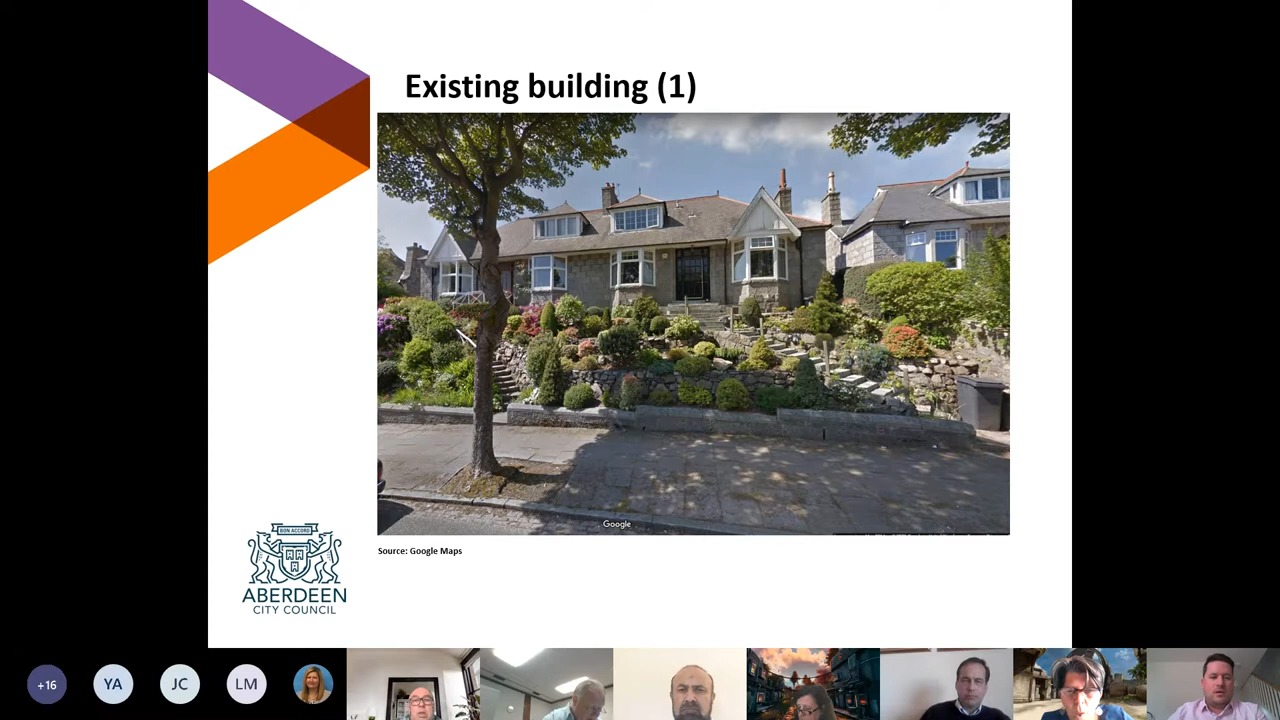 Existing building (1)
Google
Source: Google Maps
BON ACCORD
ABERDEEN
CITY COUNCIL
+16
YA
JC
LM